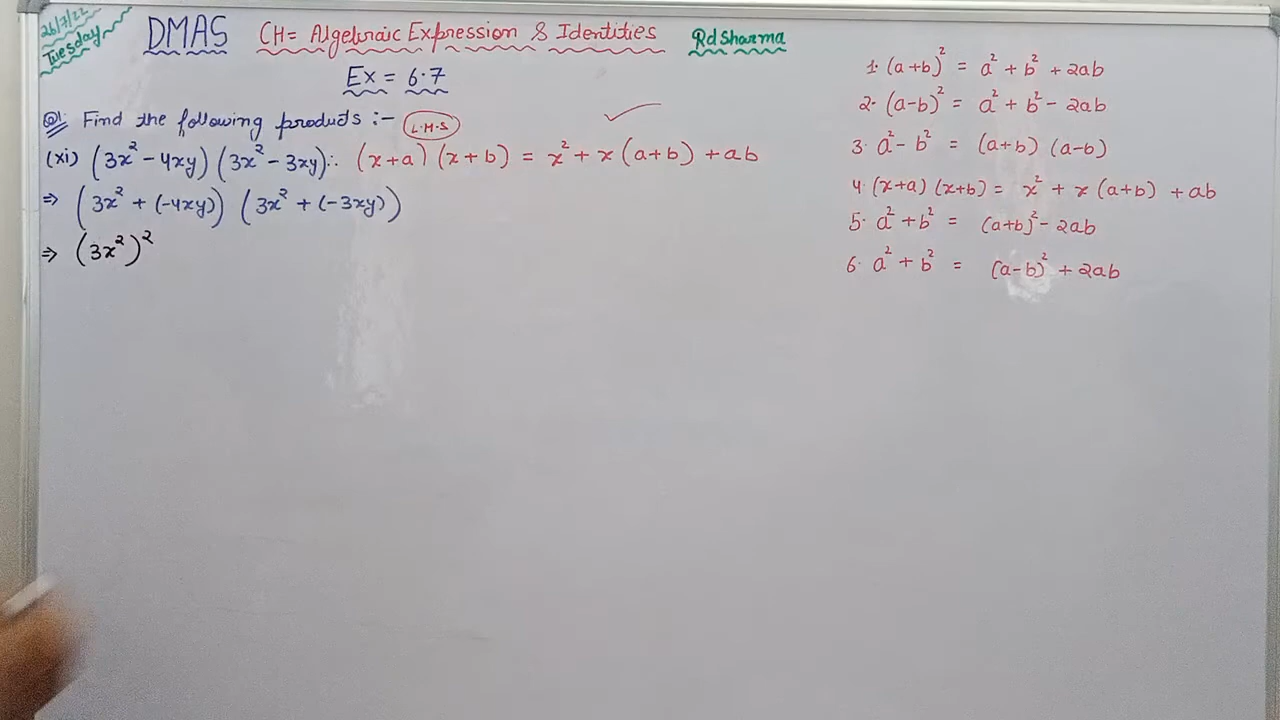 26/7/22
Tuesday
DMAS CH= Algebraic Expression & Identities Rd Sharma
Ex = 6.7
Q1. Find the following products :- L.H.S
(xi) (3x² - 4xy) (3x² - 3xy) ∴ (x+a) (x+b) = x² + x (a+b) + ab
⇒ (3x² + (-4xy)) (3x² + (-3xy))
⇒ (3x²)²
1. (a+b)² = a² + b² + 2ab
2. (a-b)² = a² + b² - 2ab
3. a² - b² = (a+b) (a-b)
4. (x+a) (x+b) = x² + x (a+b) + ab
5. a² + b² = (a+b)² - 2ab
6. a² + b² = (a-b)² + 2ab